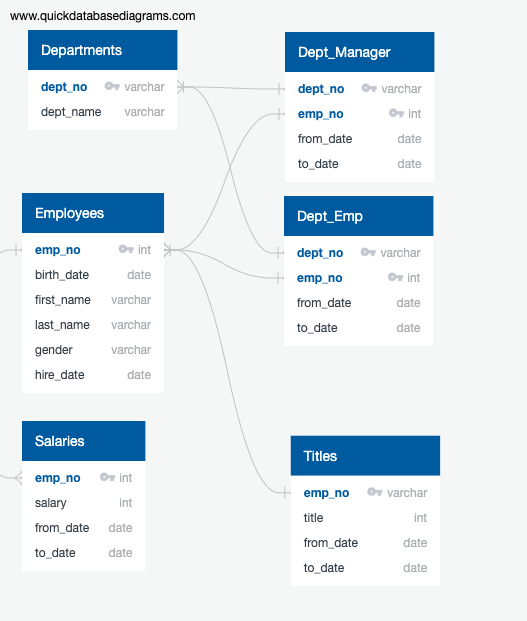 www.quickdatabasediagrams.com
Departments
dept_no varchar
dept_name varchar
Dept_Manager
dept_no varchar
emp_no int
from_date date
to_date date
Employees
emp_no int
birth_date date
first_name varchar
last_name varchar
gender varchar
hire_date date
Dept_Emp
dept_no varchar
emp_no int
from_date date
to_date date
Salaries
emp_no int
salary int
from_date date
to_date date
Titles
emp_no varchar
title int
from_date date
to_date date